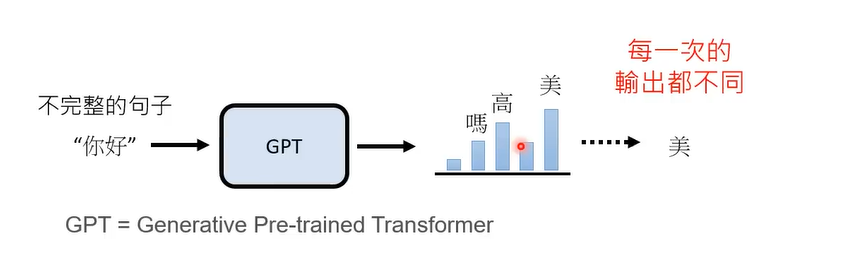 每一次的
輸出都不同
不完整的句子
“你好”
GPT
嗎
高
美
美
GPT = Generative Pre-trained Transformer